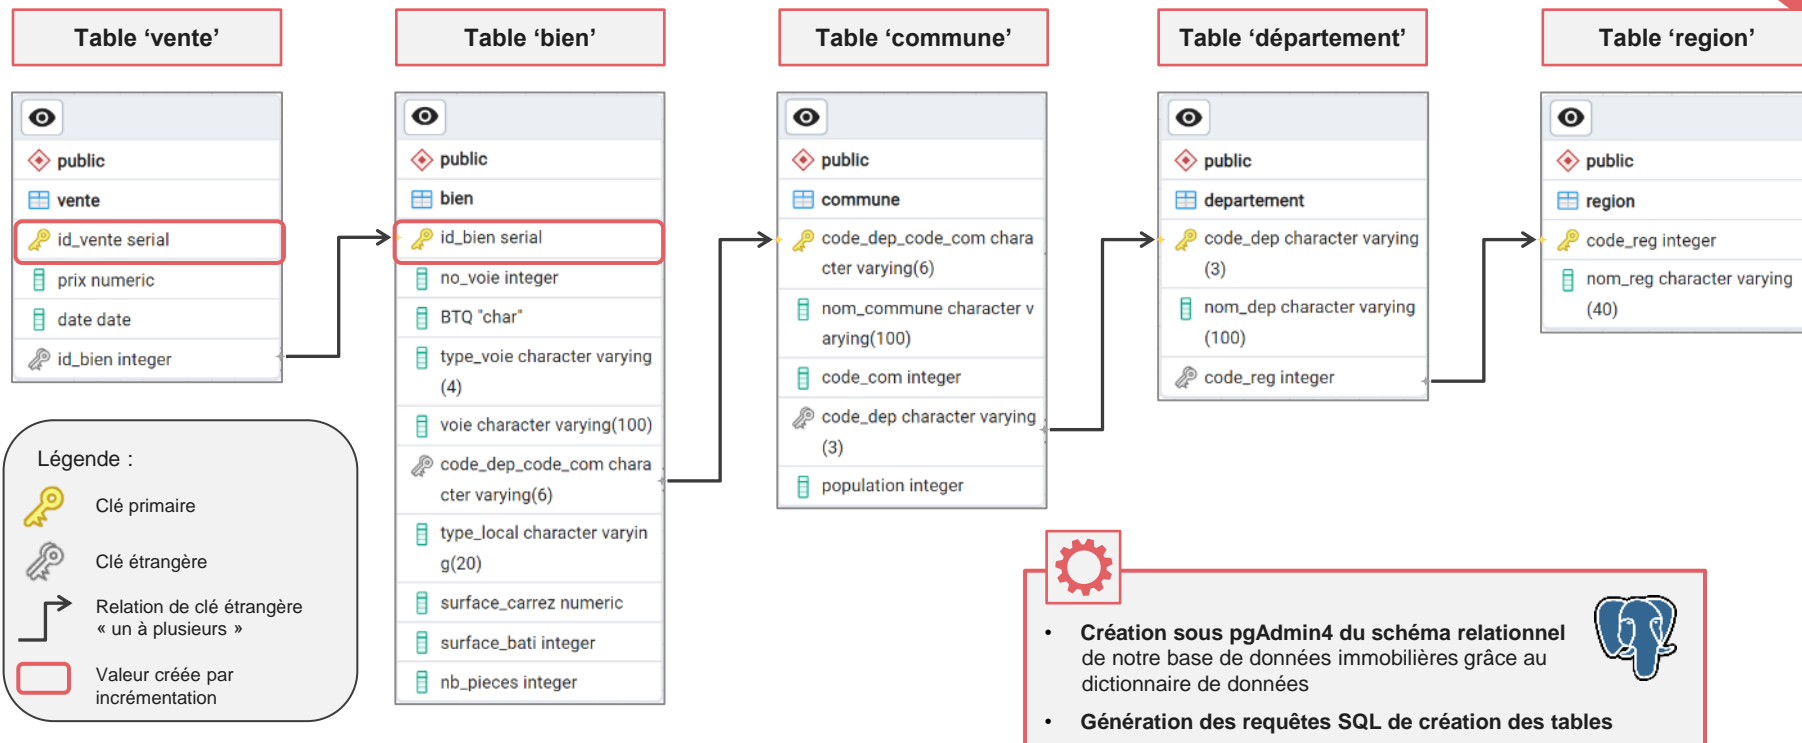 Table ‘vente’
public
vente
id_vente serial
prix numeric
date date
id_bien integer
Table ‘bien’
public
bien
id_bien serial
no_voie integer
BTQ "char"
type_voie character varying
(4)
voie character varying(100)
code_dep_code_com chara
cter varying(6)
type_local character varyin
g(20)
surface_carrez numeric
surface_bati integer
nb_pieces integer
Table ‘commune’
public
commune
code_dep_code_com chara
cter varying(6)
nom_commune character v
arying(100)
code_com integer
code_dep character varying
(3)
population integer
Table ‘département’
public
departement
code_dep character varying
(3)
nom_dep character varying
(100)
code_reg integer
Table ‘region’
public
region
code_reg integer
nom_reg character varying
(40)
Légende :
Clé primaire
Clé étrangère
Relation de clé étrangère
« un à plusieurs »
Valeur créée par
incrémentation
• Création sous pgAdmin4 du schéma relationnel
de notre base de données immobilières grâce au
dictionnaire de données
• Génération des requêtes SQL de création des tables